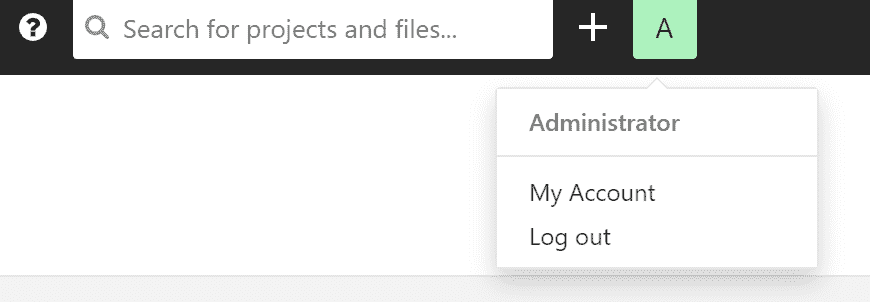 ?
Search for projects and files...
A
Administrator
My Account
Log out